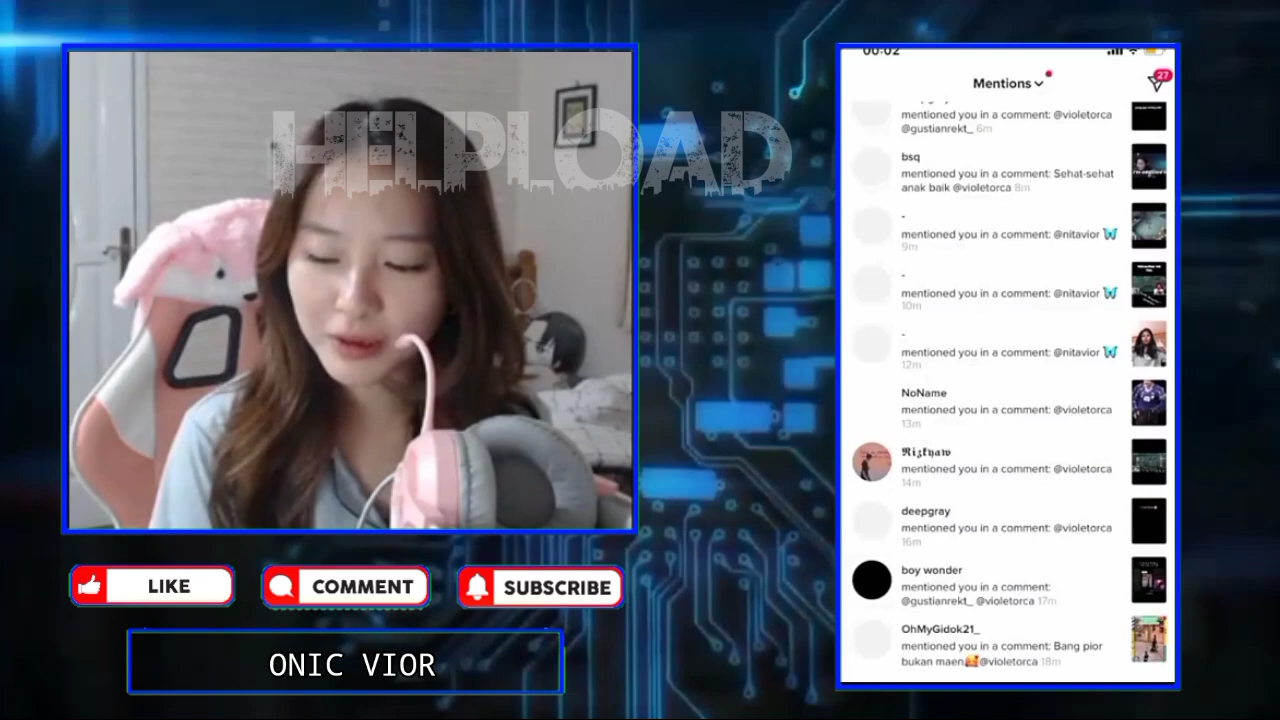 HELPLOAD
LIKE
COMMENT
SUBSCRIBE
ONIC VIOR
00:02
Mentions
27
mentioned you in a comment: @violetorca
@gustianrekt_ 6m
bsq
mentioned you in a comment: Sehat-sehat
anak baik @violetorca 8m
-
mentioned you in a comment: @nitavior 🦋
9m
-
mentioned you in a comment: @nitavior 🦋
10m
-
mentioned you in a comment: @nitavior 🦋
12m
NoName
mentioned you in a comment: @violetorca
13m
𝕽𝖎𝖟𝖐𝖞𝖆𝖜
mentioned you in a comment: @violetorca
14m
deepgray
mentioned you in a comment: @violetorca
16m
boy wonder
mentioned you in a comment:
@gustianrekt_ @violetorca 17m
OhMyGidok21_
mentioned you in a comment: Bang pior
bukan maen🥰@violetorca 18m